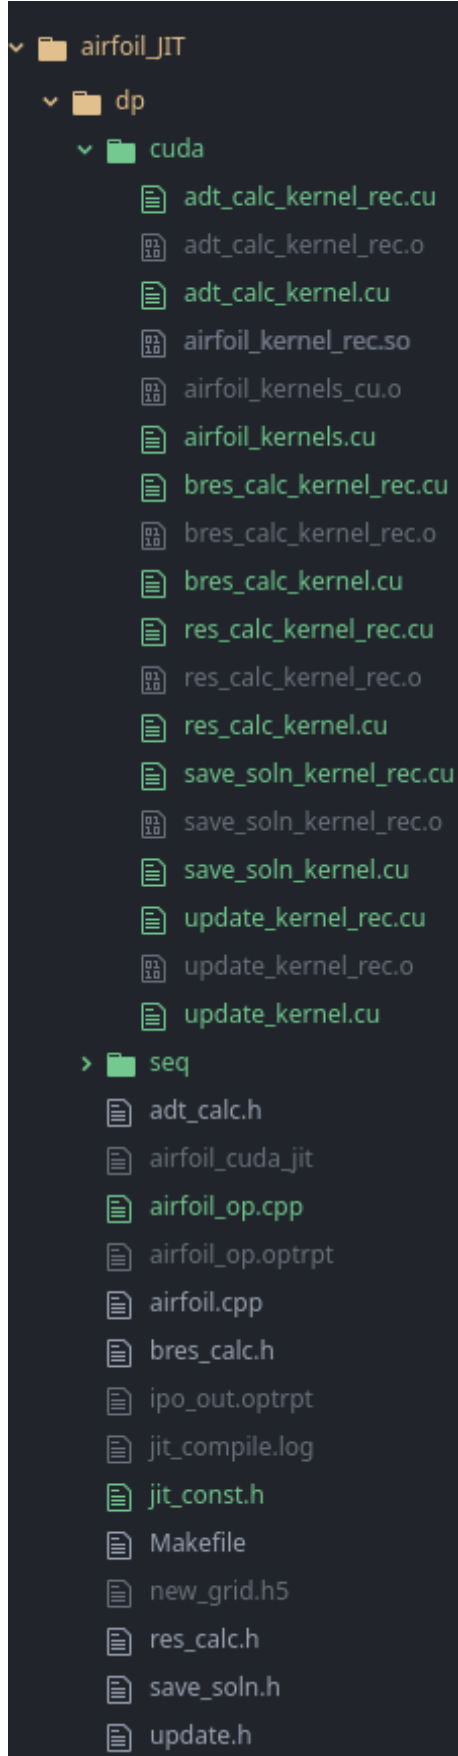 airfoil_JIT
dp
cuda
adt_calc_kernel_rec.cu
adt_calc_kernel_rec.o
adt_calc_kernel.cu
airfoil_kernel_rec.so
airfoil_kernels_cu.o
airfoil_kernels.cu
bres_calc_kernel_rec.cu
bres_calc_kernel_rec.o
bres_calc_kernel.cu
res_calc_kernel_rec.cu
res_calc_kernel_rec.o
res_calc_kernel.cu
save_soln_kernel_rec.cu
save_soln_kernel_rec.o
save_soln_kernel.cu
update_kernel_rec.cu
update_kernel_rec.o
update_kernel.cu
seq
adt_calc.h
airfoil_cuda_jit
airfoil_op.cpp
airfoil_op.optrpt
airfoil.cpp
bres_calc.h
ipo_out.optrpt
jit_compile.log
jit_const.h
Makefile
new_grid.h5
res_calc.h
save_soln.h
update.h